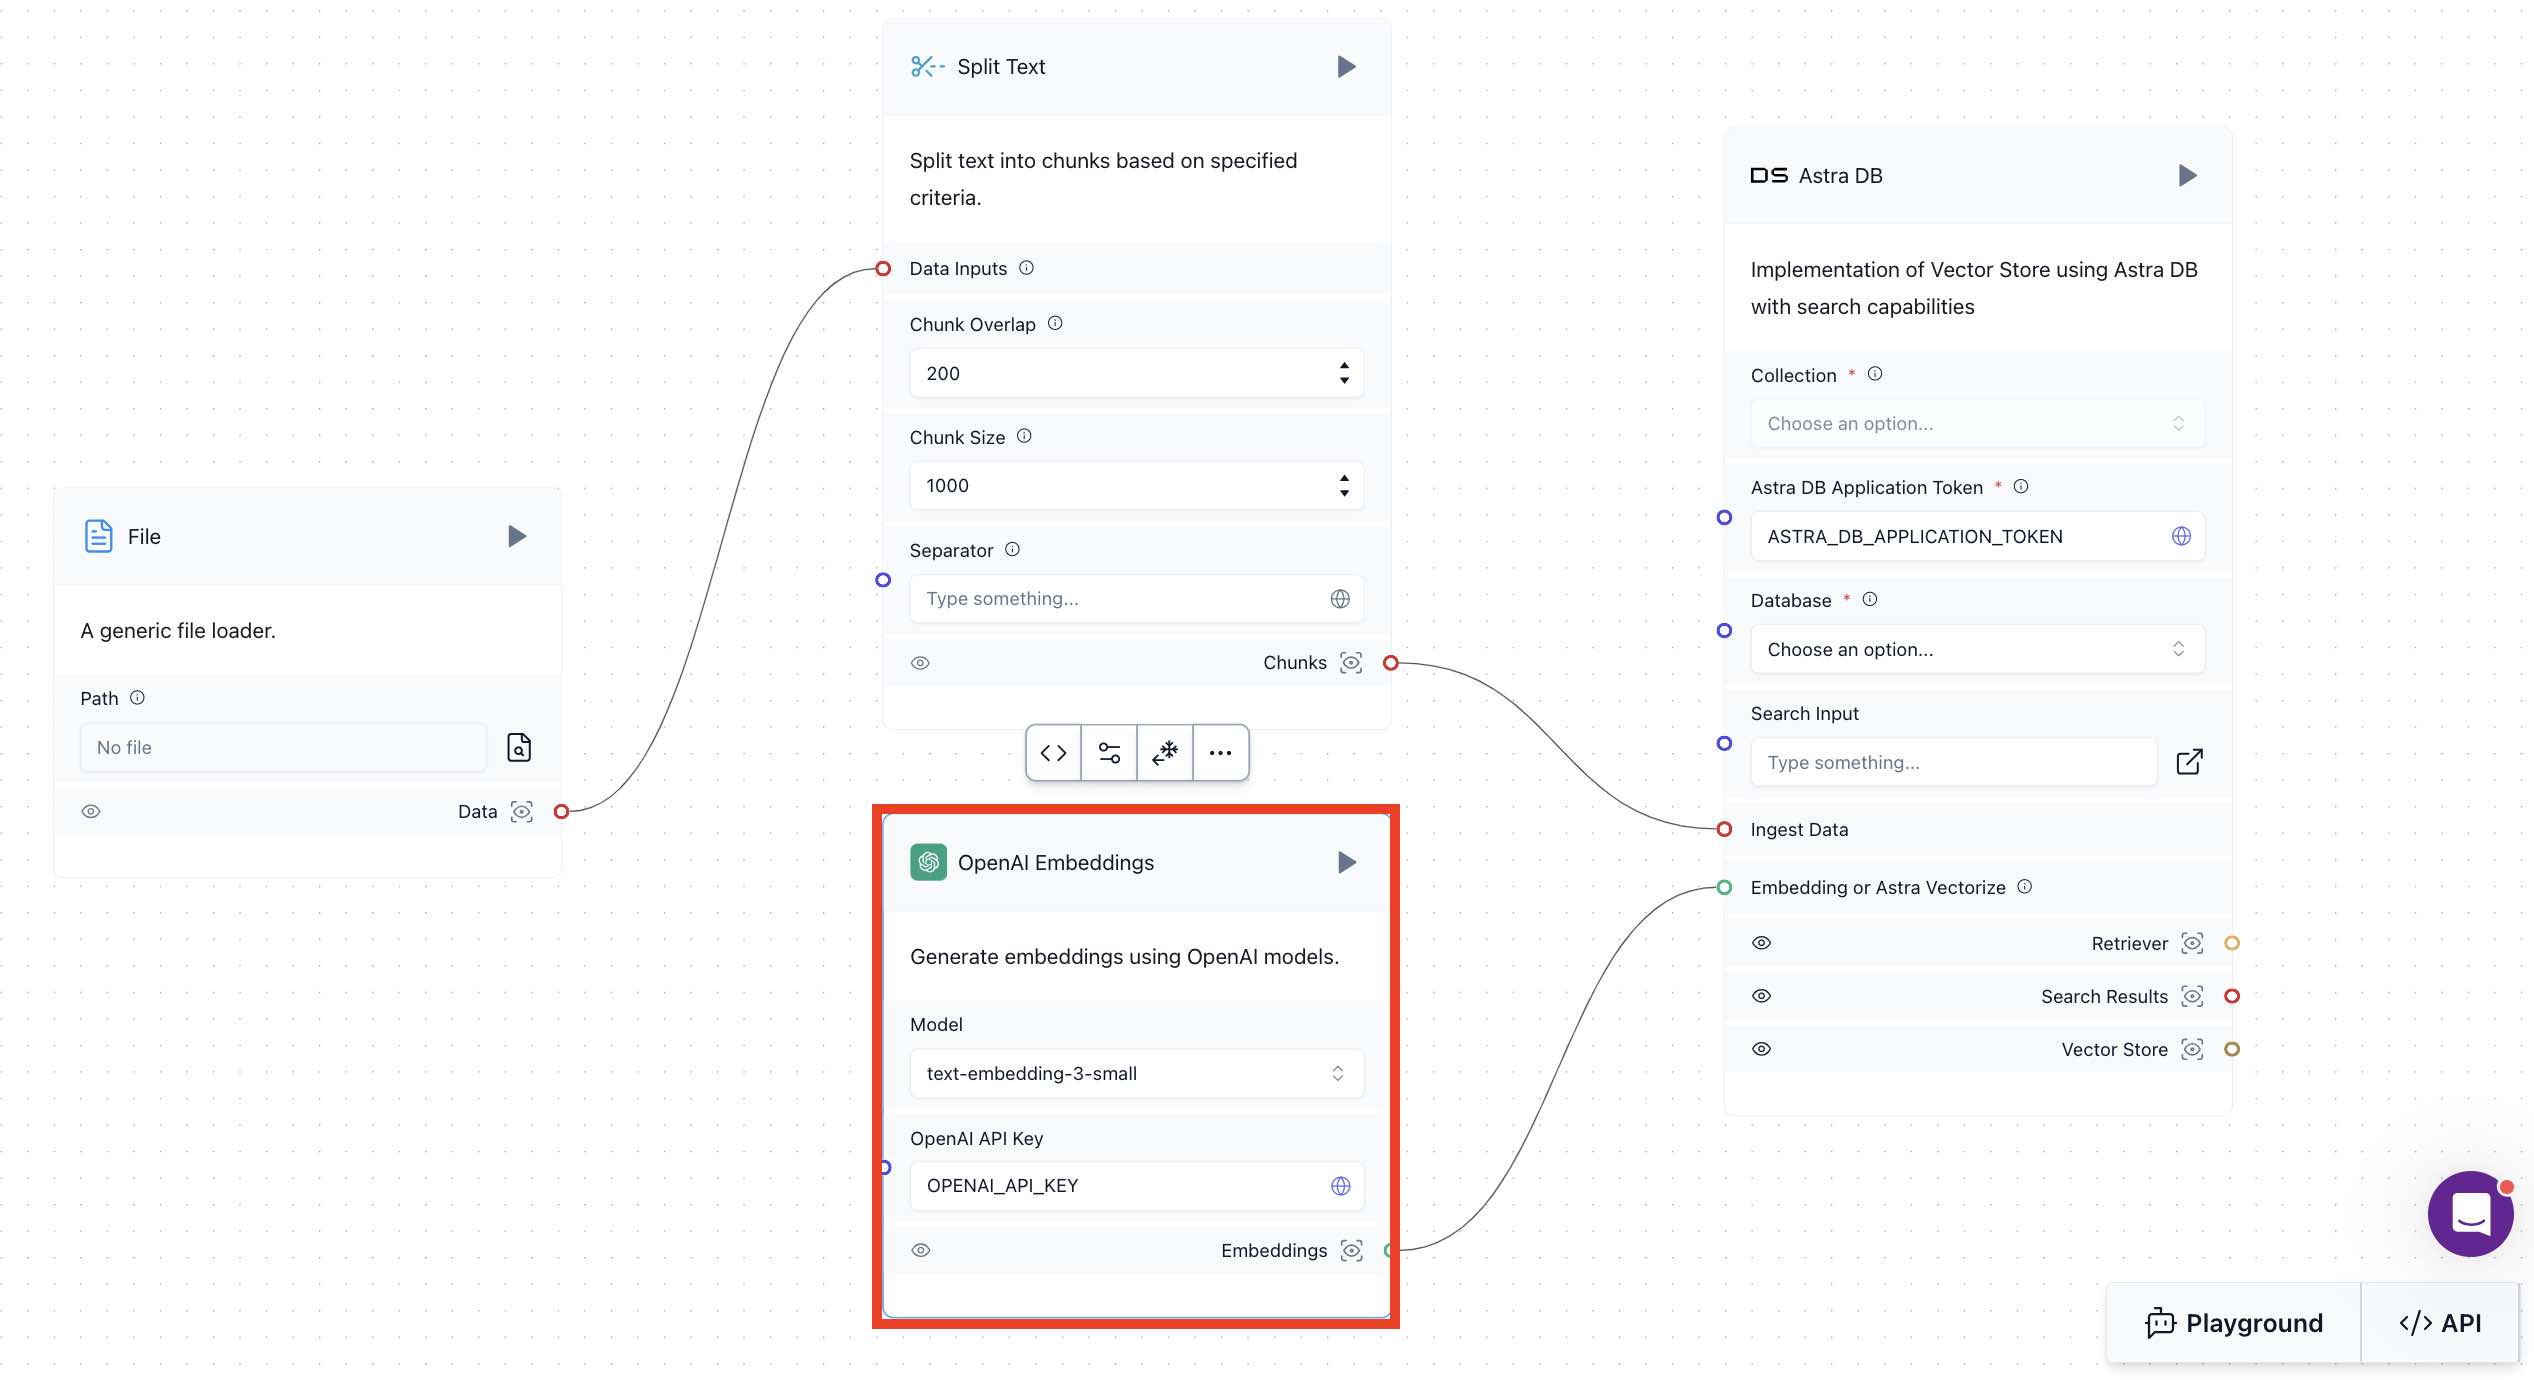 File
A generic file loader.
Path
No file
Data
Split Text
Split text into chunks based on specified
criteria.
Data Inputs
Chunk Overlap
200
Chunk Size
1000
Separator
Type something...
Chunks
OpenAI Embeddings
Generate embeddings using OpenAI models.
Model
text-embedding-3-small
OpenAI API Key
OPENAI_API_KEY
Embeddings
DS Astra DB
Implementation of Vector Store using Astra DB
with search capabilities
Collection *
Choose an option...
Astra DB Application Token *
ASTRA_DB_APPLICATION_TOKEN
Database *
Choose an option...
Search Input
Type something...
Ingest Data
Embedding or Astra Vectorize
Retriever
Search Results
Vector Store
Playground
</> API